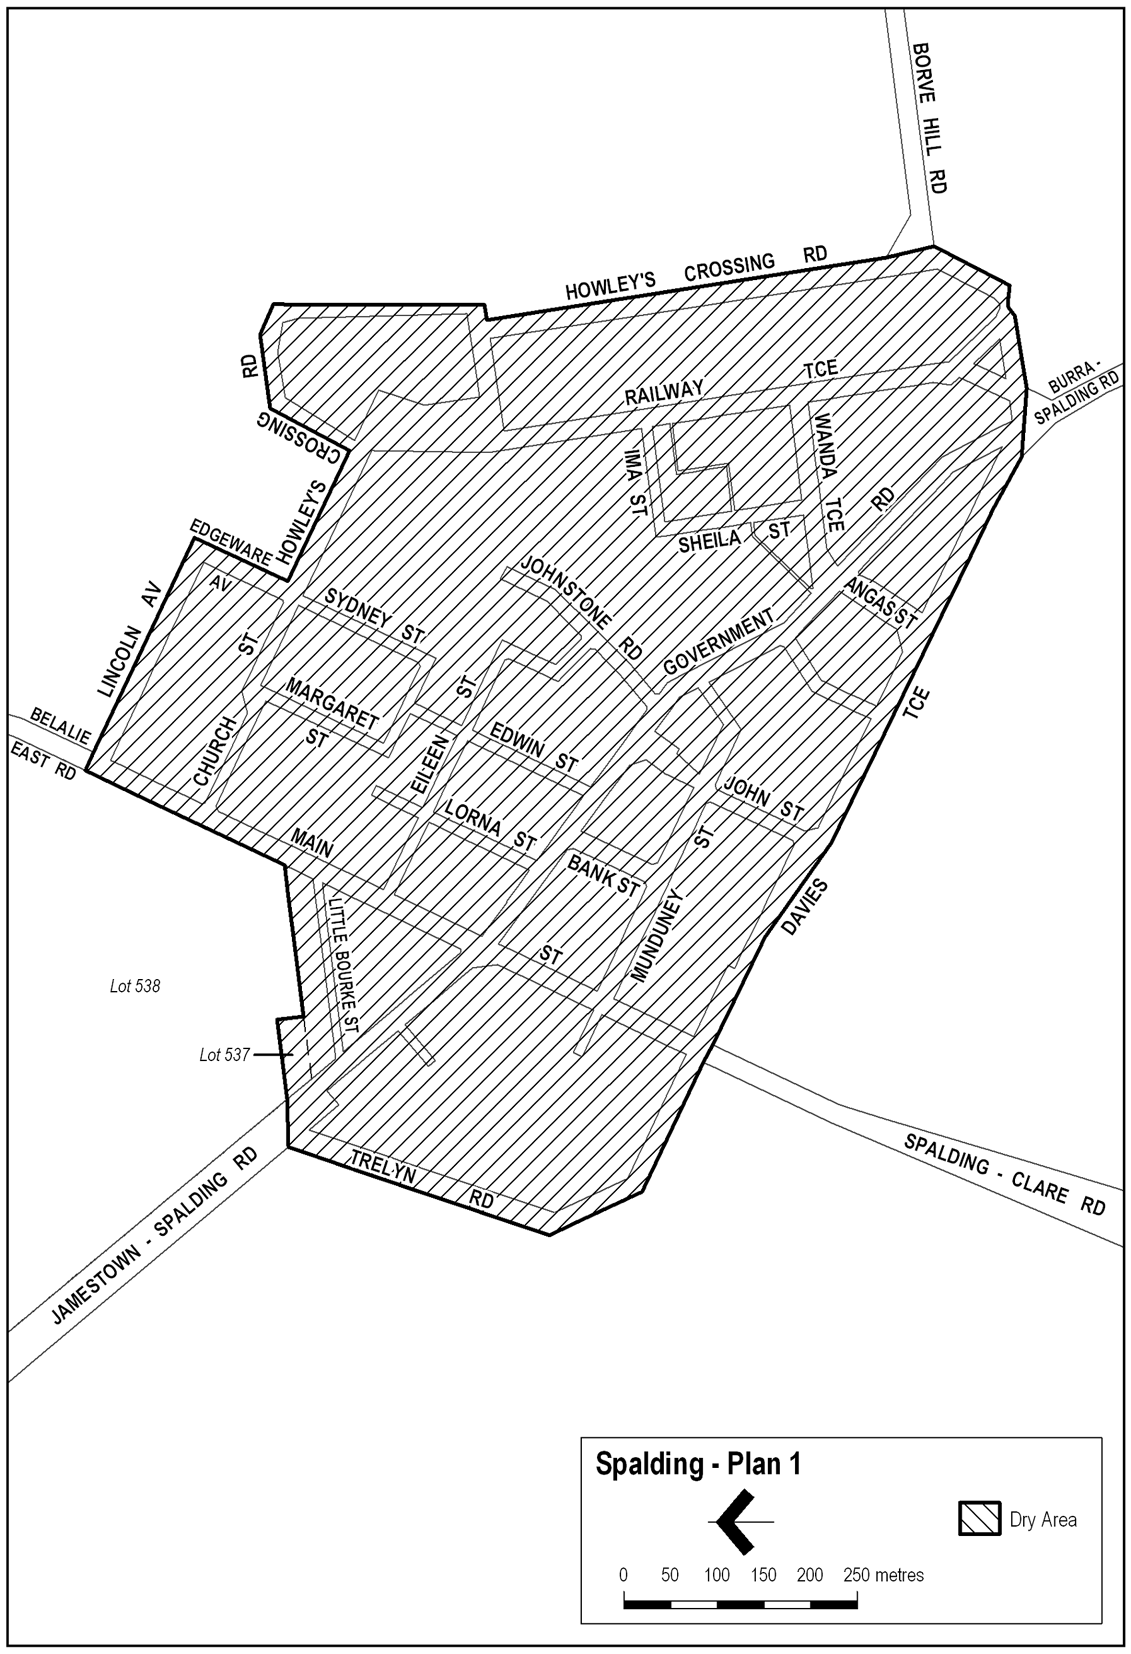 BORVE HILL RD
HOWLEY'S CROSSING RD
RD
CROSSING
HOWLEY'S
RAILWAY TCE
BURRA -
SPALDING RD
WANDA TCE
IMA ST
SHEILA ST
RD
EDGEWARE
AV
LINCOLN AV
JOHNSTONE RD
ANGAS ST
SYDNEY ST
GOVERNMENT
ST
MARGARET
ST
ST
TCE
BELALIE
EAST RD
CHURCH
EILEEN
EDWIN ST
JOHN ST
LORNA ST
MAIN
ST
BANK ST
MUNDUNEY
DAVIES
LITTLE BOURKE ST
ST
Lot 538
Lot 537
TRELYN RD
SPALDING - CLARE RD
JAMESTOWN - SPALDING RD
Spalding - Plan 1
Dry Area
0 50 100 150 200 250 metres